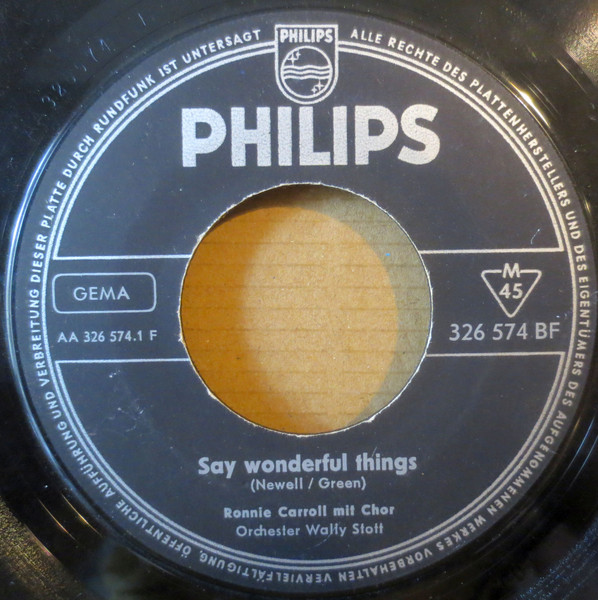 ALLE RECHTE DES PLATTENHERSTELLERS UND DES EIGENTÜMERS DES AUFGENOMMENEN WERKES VORBEHALTEN VERVIELFÄLTIGUNG, ÖFFENTLICHE AUFFÜHRUNG UND VERBREITUNG DIESER PLATTE DURCH RUNDFUNK IST UNTERSAGT
PHILIPS
PHILIPS
GEMA
M
45
AA 326 574.1 F
326 574 BF
Say wonderful things
(Newell / Green)
Ronnie Carroll mit Chor
Orchester Wally Stott